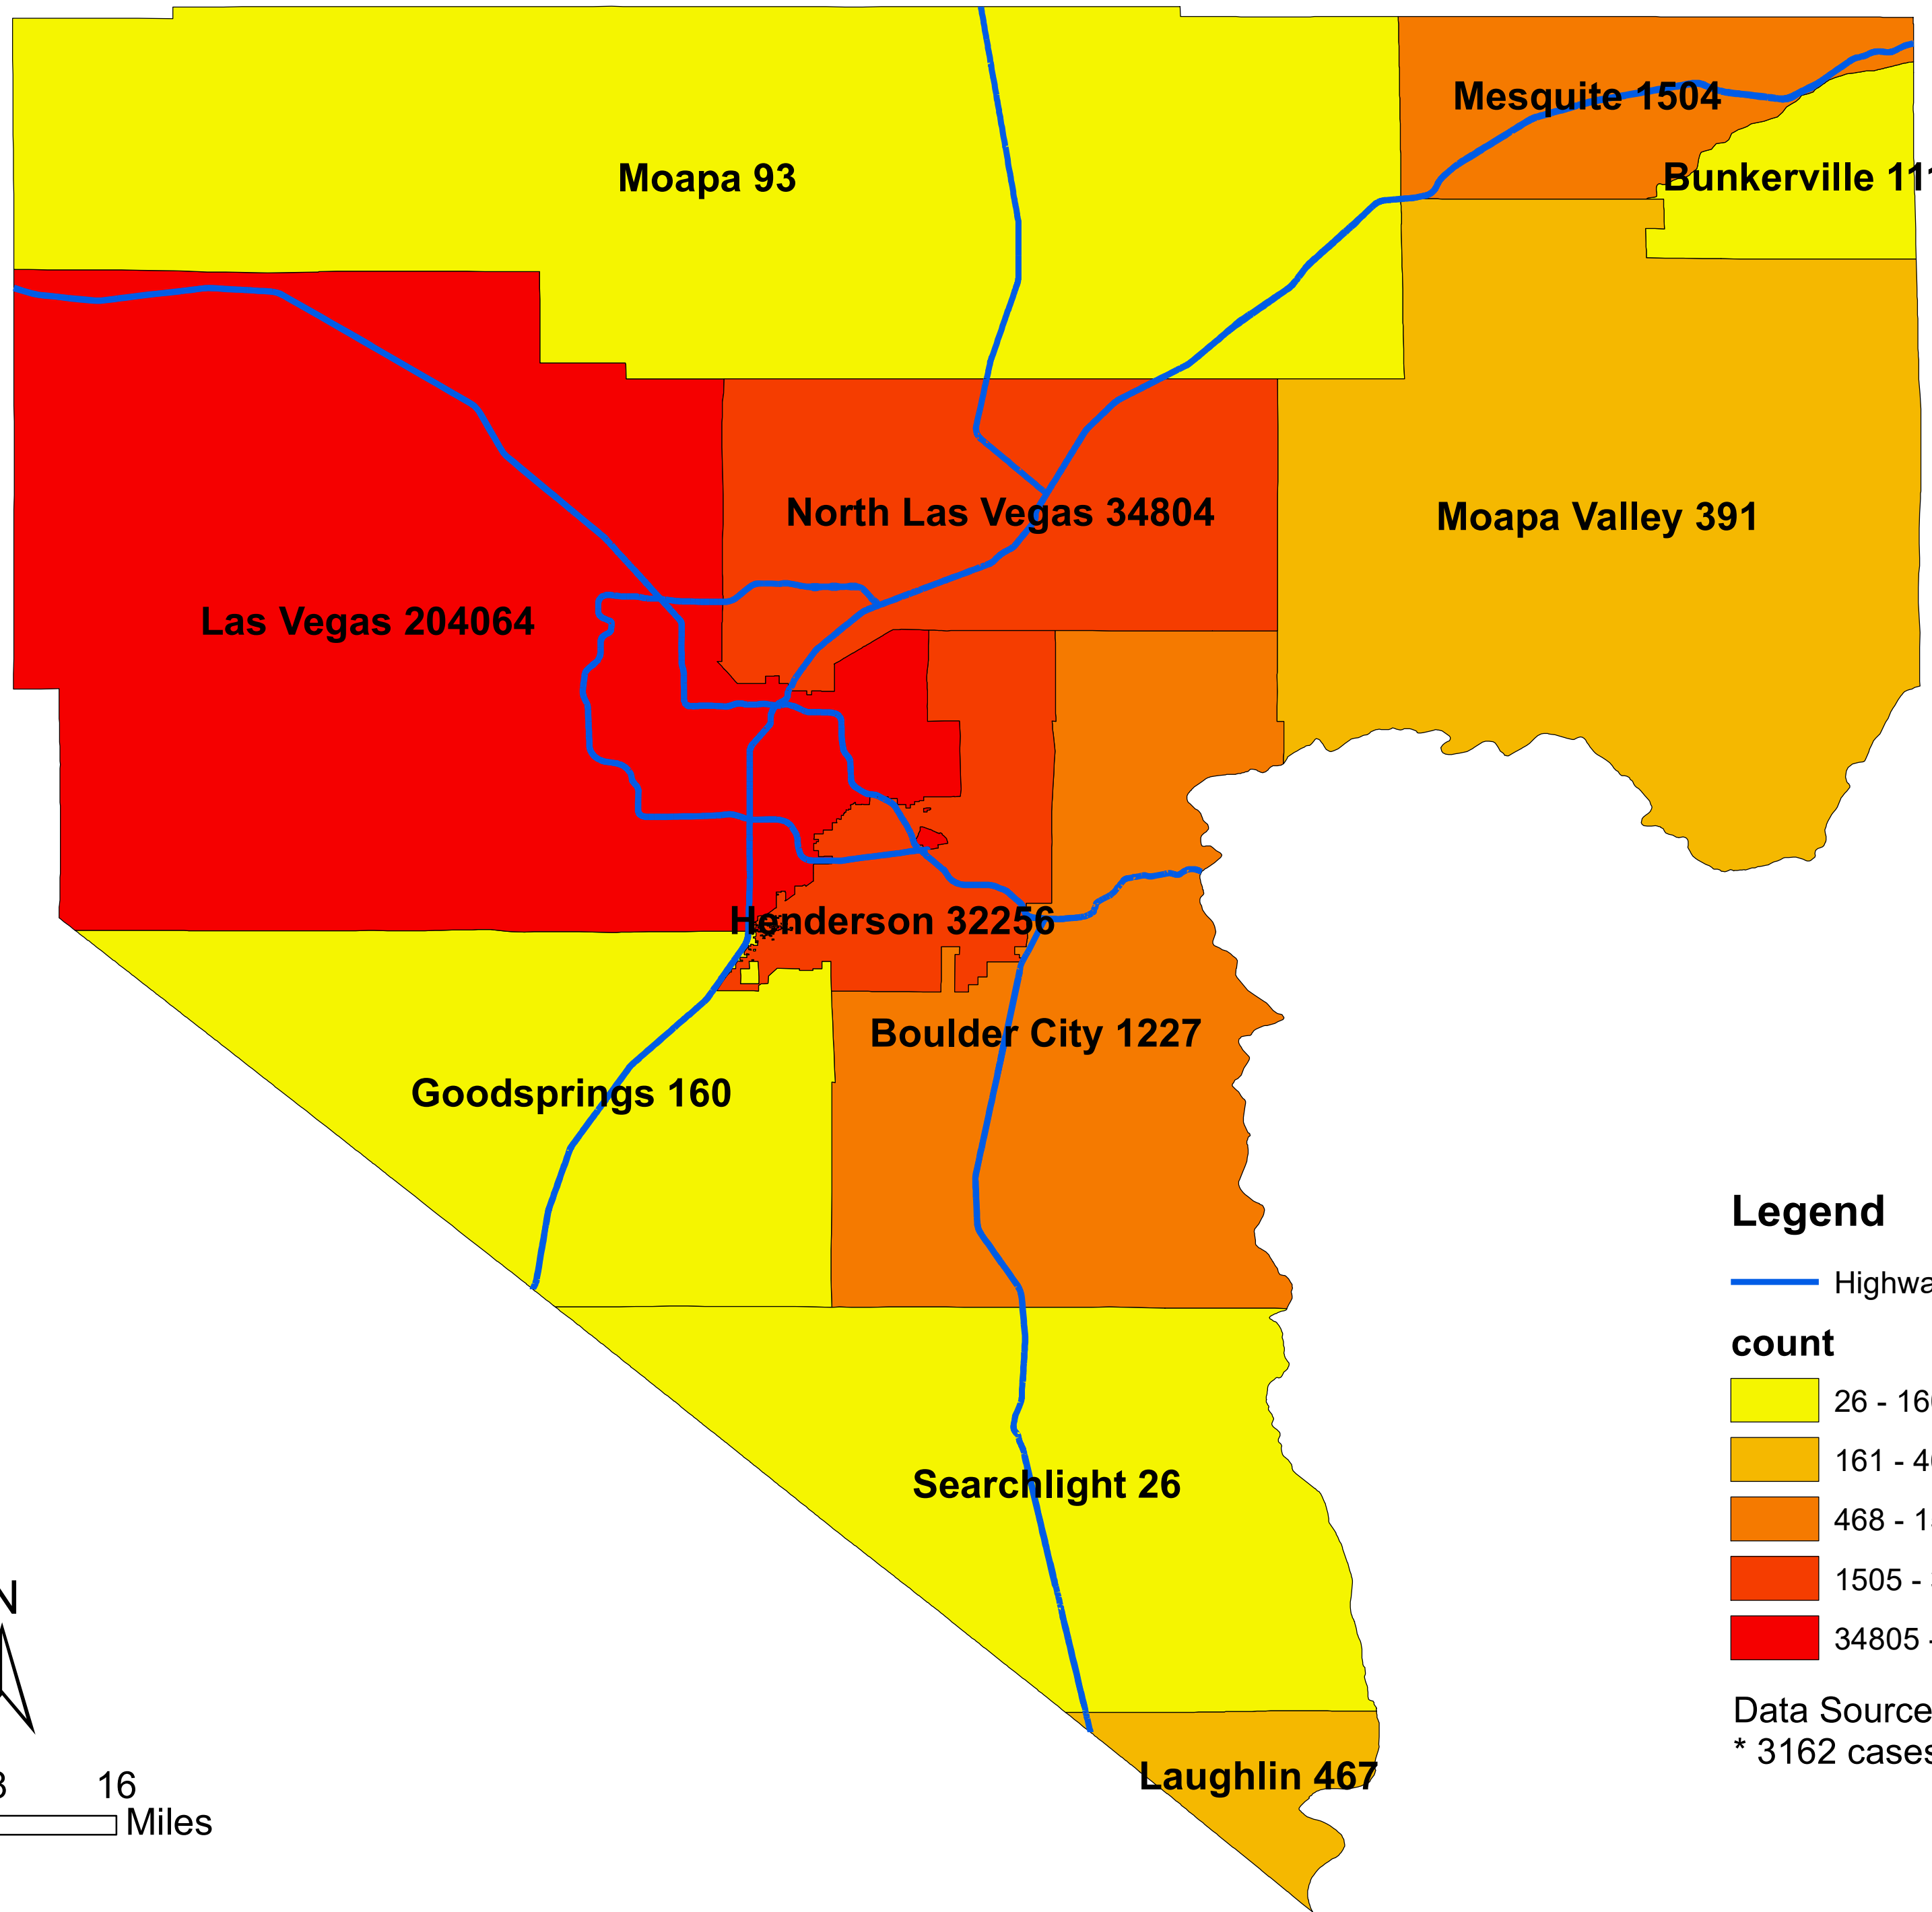 Mesquite 1504
Moapa 93
Bunkerville 111
North Las Vegas 34804
Moapa Valley 391
Las Vegas 204064
Henderson 32256
Boulder City 1227
Goodsprings 160
Searchlight 26
Laughlin 467
Legend
Highwa
count
26 - 16
161 - 4
468 - 1
1505 -
34805 -
Data Source
* 3162 cases
N
16
Miles